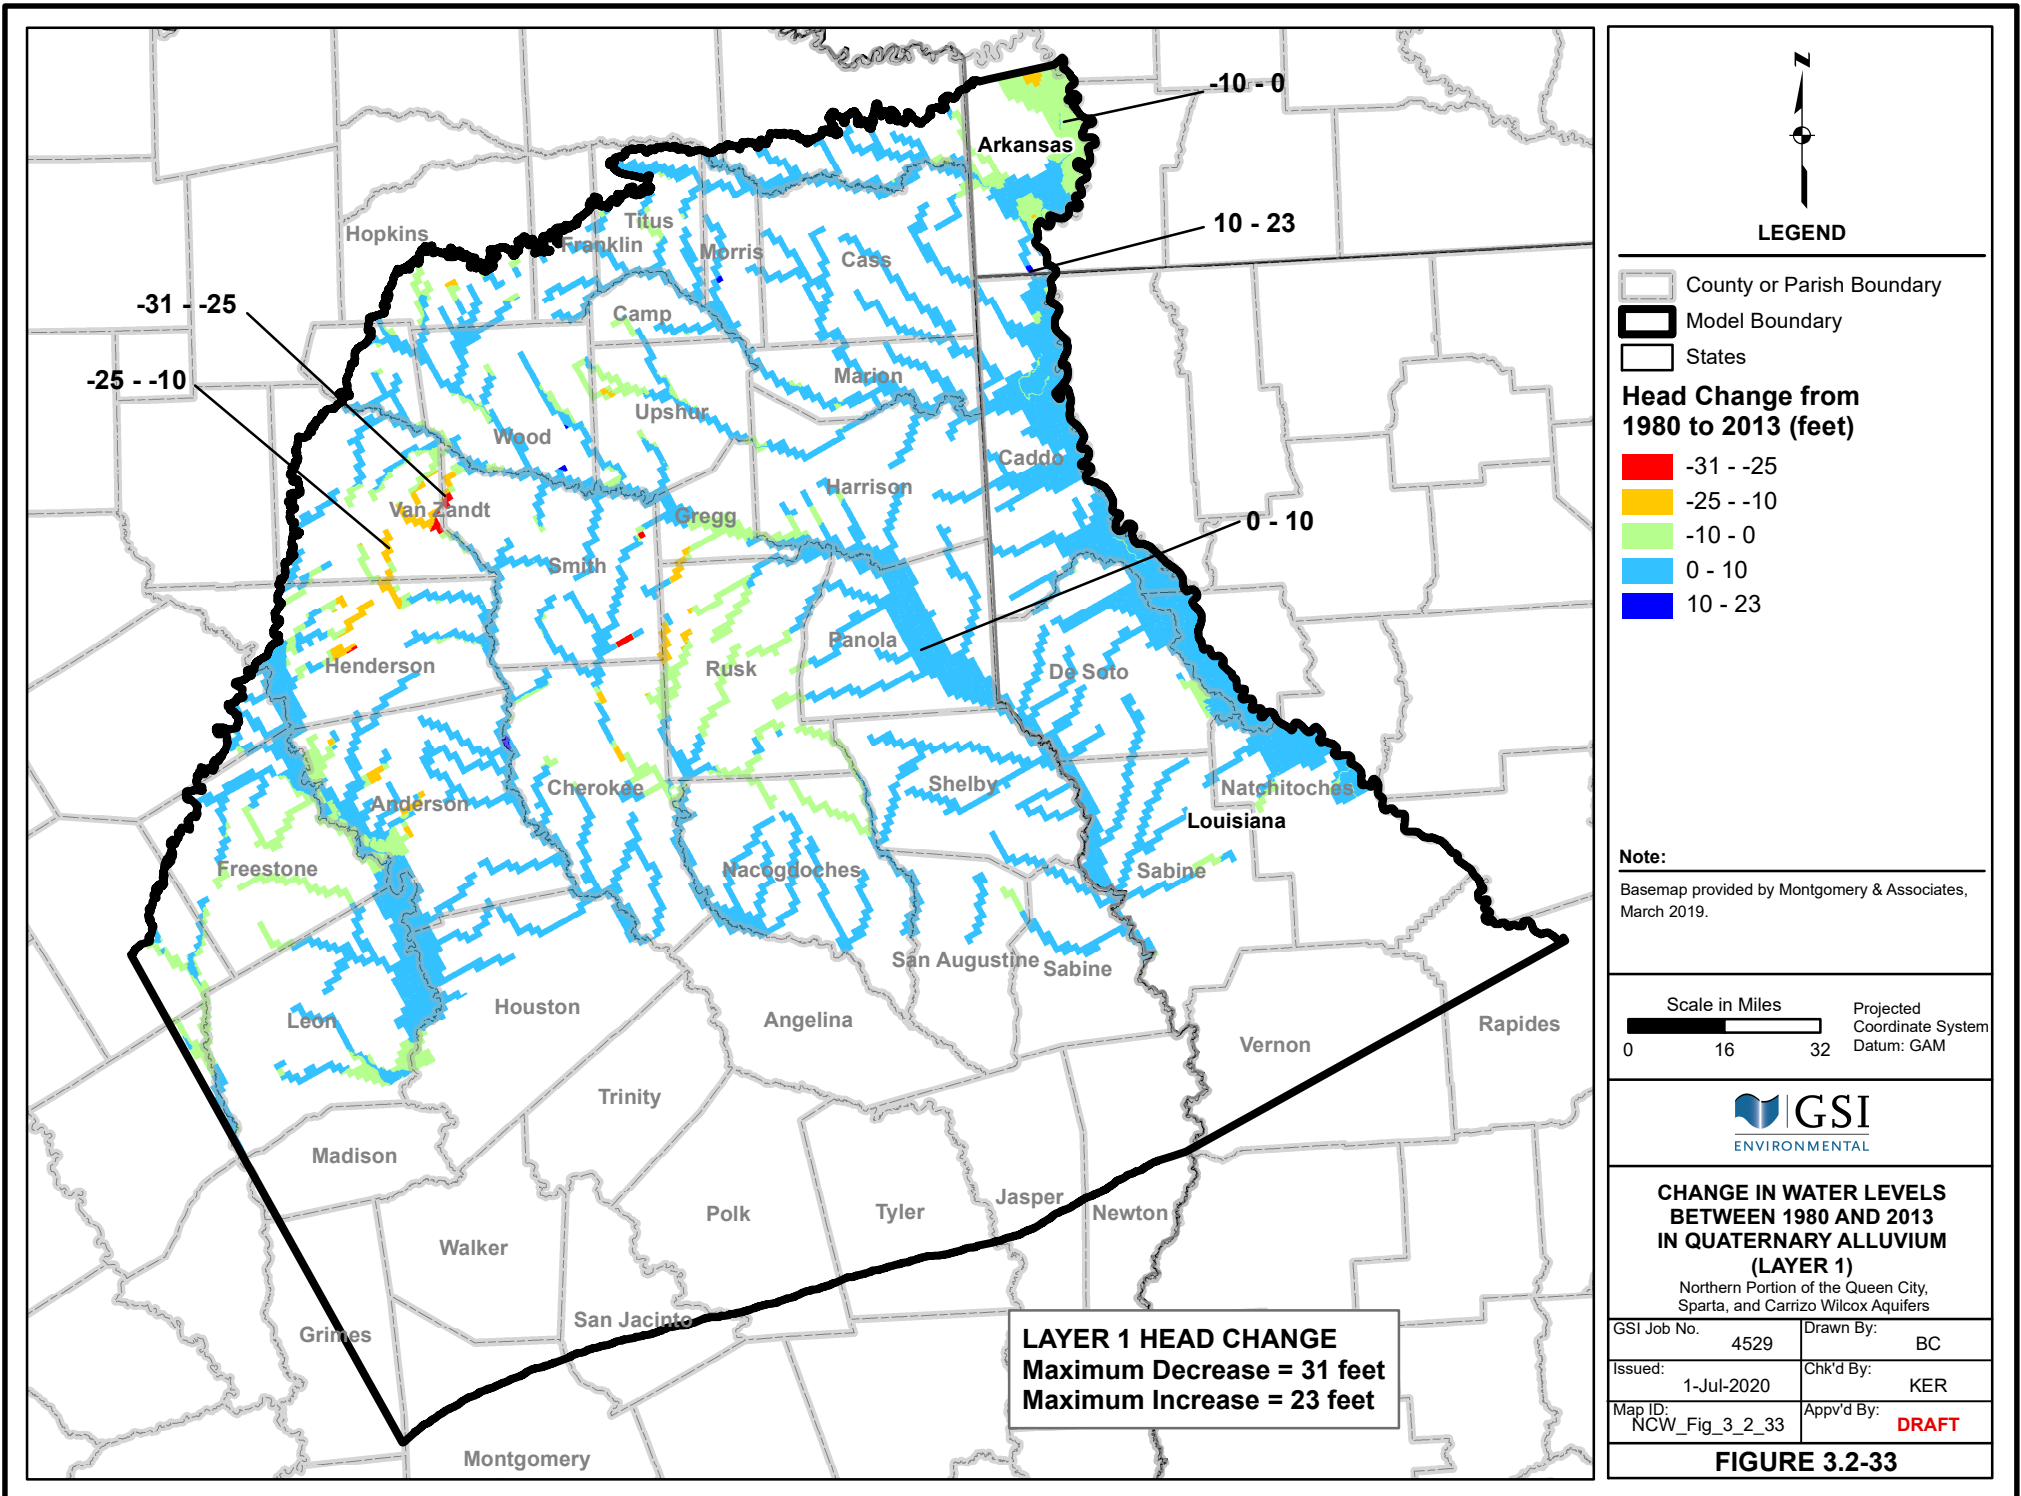 -10 - 0
Arkansas
10 - 23
Hopkins
Titus
Franklin
Morris
Cass
-31 - -25
Camp
-25 - -10
Marion
Upshur
Wood
Caddo
Harrison
Van Zandt
Gregg
0 - 10
Smith
Panola
Henderson
Rusk
De Soto
Anderson
Cherokee
Shelby
Natchitoches
Louisiana
Freestone
Nacogdoches
Sabine
San Augustine
Sabine
Leon
Houston
Angelina
Vernon
Rapides
Trinity
Madison
Polk
Tyler
Jasper
Newton
Walker
Grimes
San Jacinto
Montgomery
LAYER 1 HEAD CHANGE
Maximum Decrease = 31 feet
Maximum Increase = 23 feet
N
LEGEND
County or Parish Boundary
Model Boundary
States
Head Change from
1980 to 2013 (feet)
-31 - -25
-25 - -10
-10 - 0
0 - 10
10 - 23
Note:
Basemap provided by Montgomery & Associates,
March 2019.
Scale in Miles
0 16 32
Projected
Coordinate System
Datum: GAM
GSI
ENVIRONMENTAL
CHANGE IN WATER LEVELS
BETWEEN 1980 AND 2013
IN QUATERNARY ALLUVIUM
(LAYER 1)
Northern Portion of the Queen City,
Sparta, and Carrizo Wilcox Aquifers
GSI Job No. 4529
Drawn By: BC
Issued: 1-Jul-2020
Chk'd By: KER
Map ID: NCW_Fig_3_2_33
Appv'd By: DRAFT
FIGURE 3.2-33